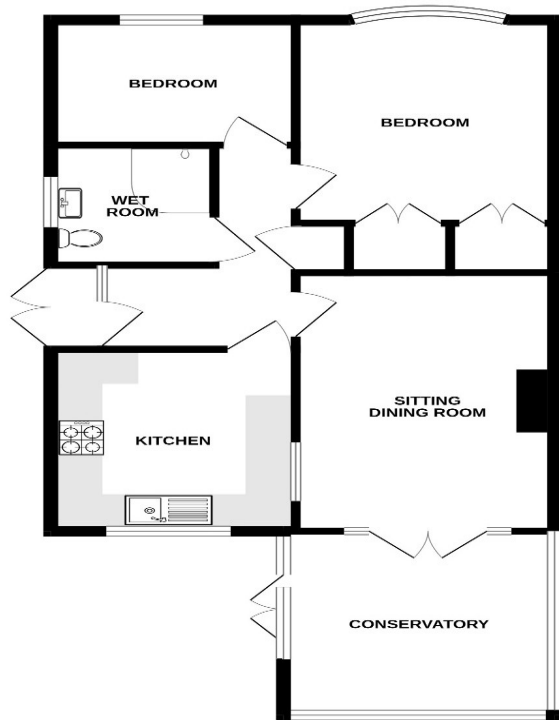 BEDROOM
BEDROOM
WET
ROOM
SITTING
DINING ROOM
KITCHEN
CONSERVATORY